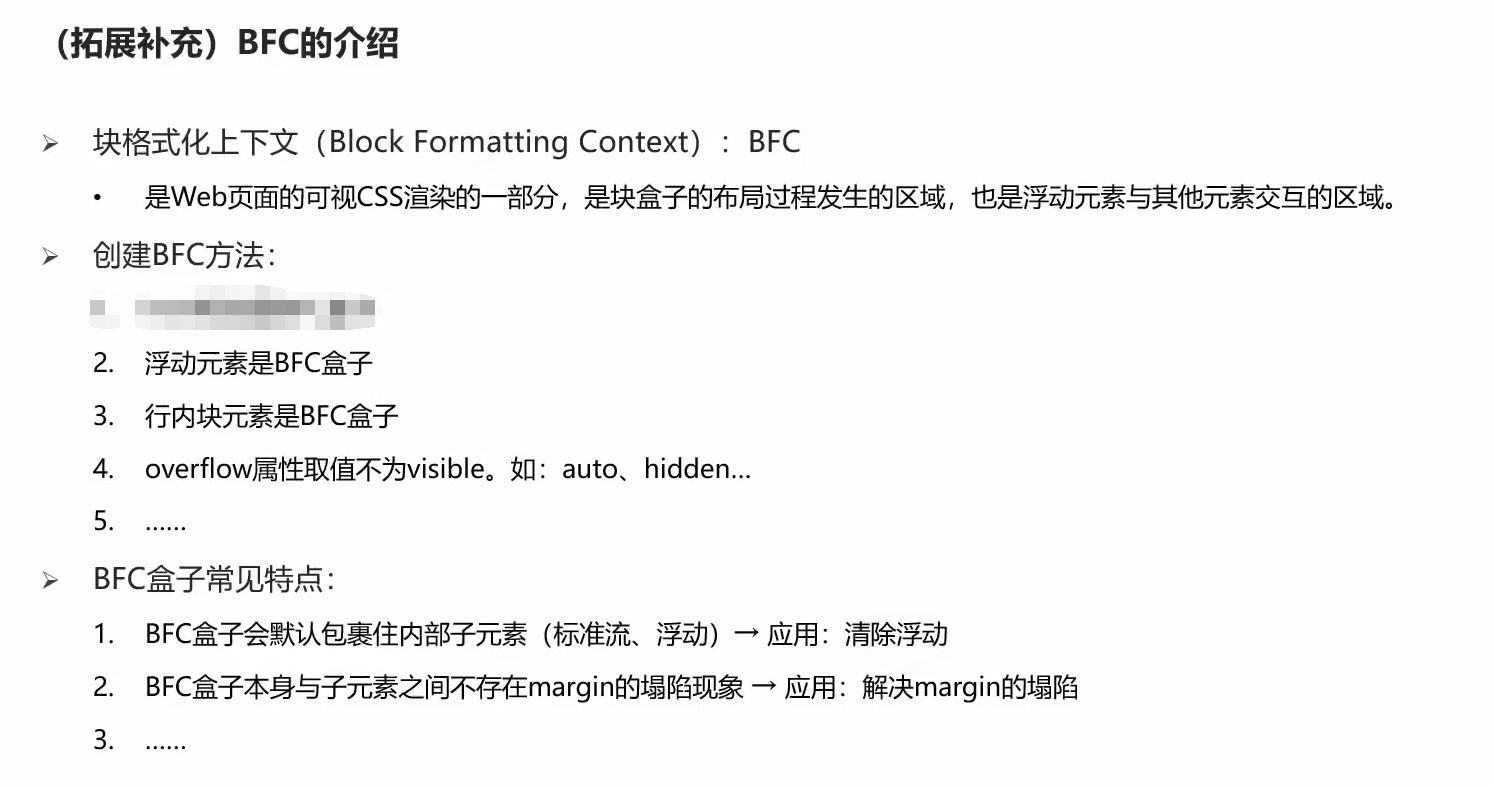 （拓展补充）BFC的介绍
➢ 块格式化上下文（Block Formatting Context）：BFC
• 是Web页面的可视CSS渲染的一部分，是块盒子的布局过程发生的区域，也是浮动元素与其他元素交互的区域。
➢ 创建BFC方法：
2. 浮动元素是BFC盒子
3. 行内块元素是BFC盒子
4. overflow属性取值不为visible。如：auto、hidden...
5. ......
➢ BFC盒子常见特点：
1. BFC盒子会默认包裹住内部子元素（标准流、浮动）→ 应用：清除浮动
2. BFC盒子本身与子元素之间不存在margin的塌陷现象 → 应用：解决margin的塌陷
3. ......